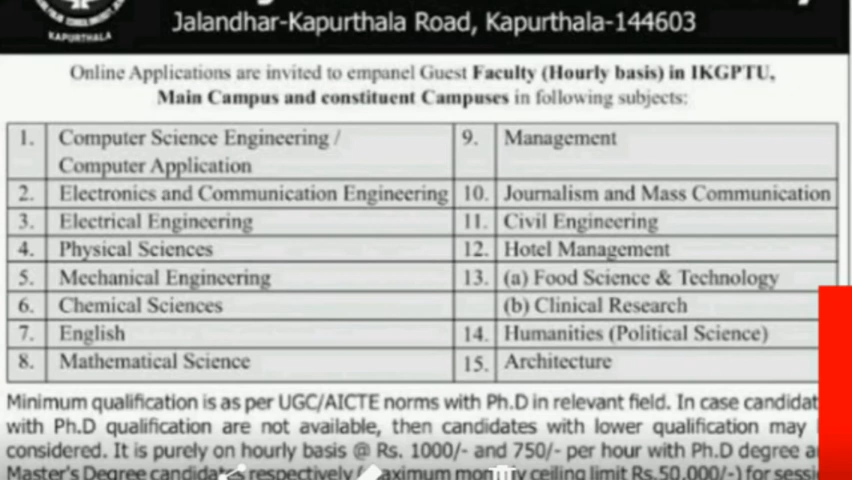 KAPURTHALA
Jalandhar-Kapurthala Road, Kapurthala-144603
Online Applications are invited to empanel Guest Faculty (Hourly basis) in IKGPTU,
Main Campus and constituent Campuses in following subjects:
1. Computer Science Engineering / 9. Management
Computer Application
2. Electronics and Communication Engineering 10. Journalism and Mass Communication
3. Electrical Engineering 11. Civil Engineering
4. Physical Sciences 12. Hotel Management
5. Mechanical Engineering 13. (a) Food Science & Technology
6. Chemical Sciences (b) Clinical Research
7. English 14. Humanities (Political Science)
8. Mathematical Science 15. Architecture
Minimum qualification is as per UGC/AICTE norms with Ph.D in relevant field. In case candidat
with Ph.D qualification are not available, then candidates with lower qualification may
considered. It is purely on hourly basis @ Rs. 1000/- and 750/- per hour with Ph.D degree a
Master's Degree candidates respectively ceiling limit Rs.50,000/-) for sessi